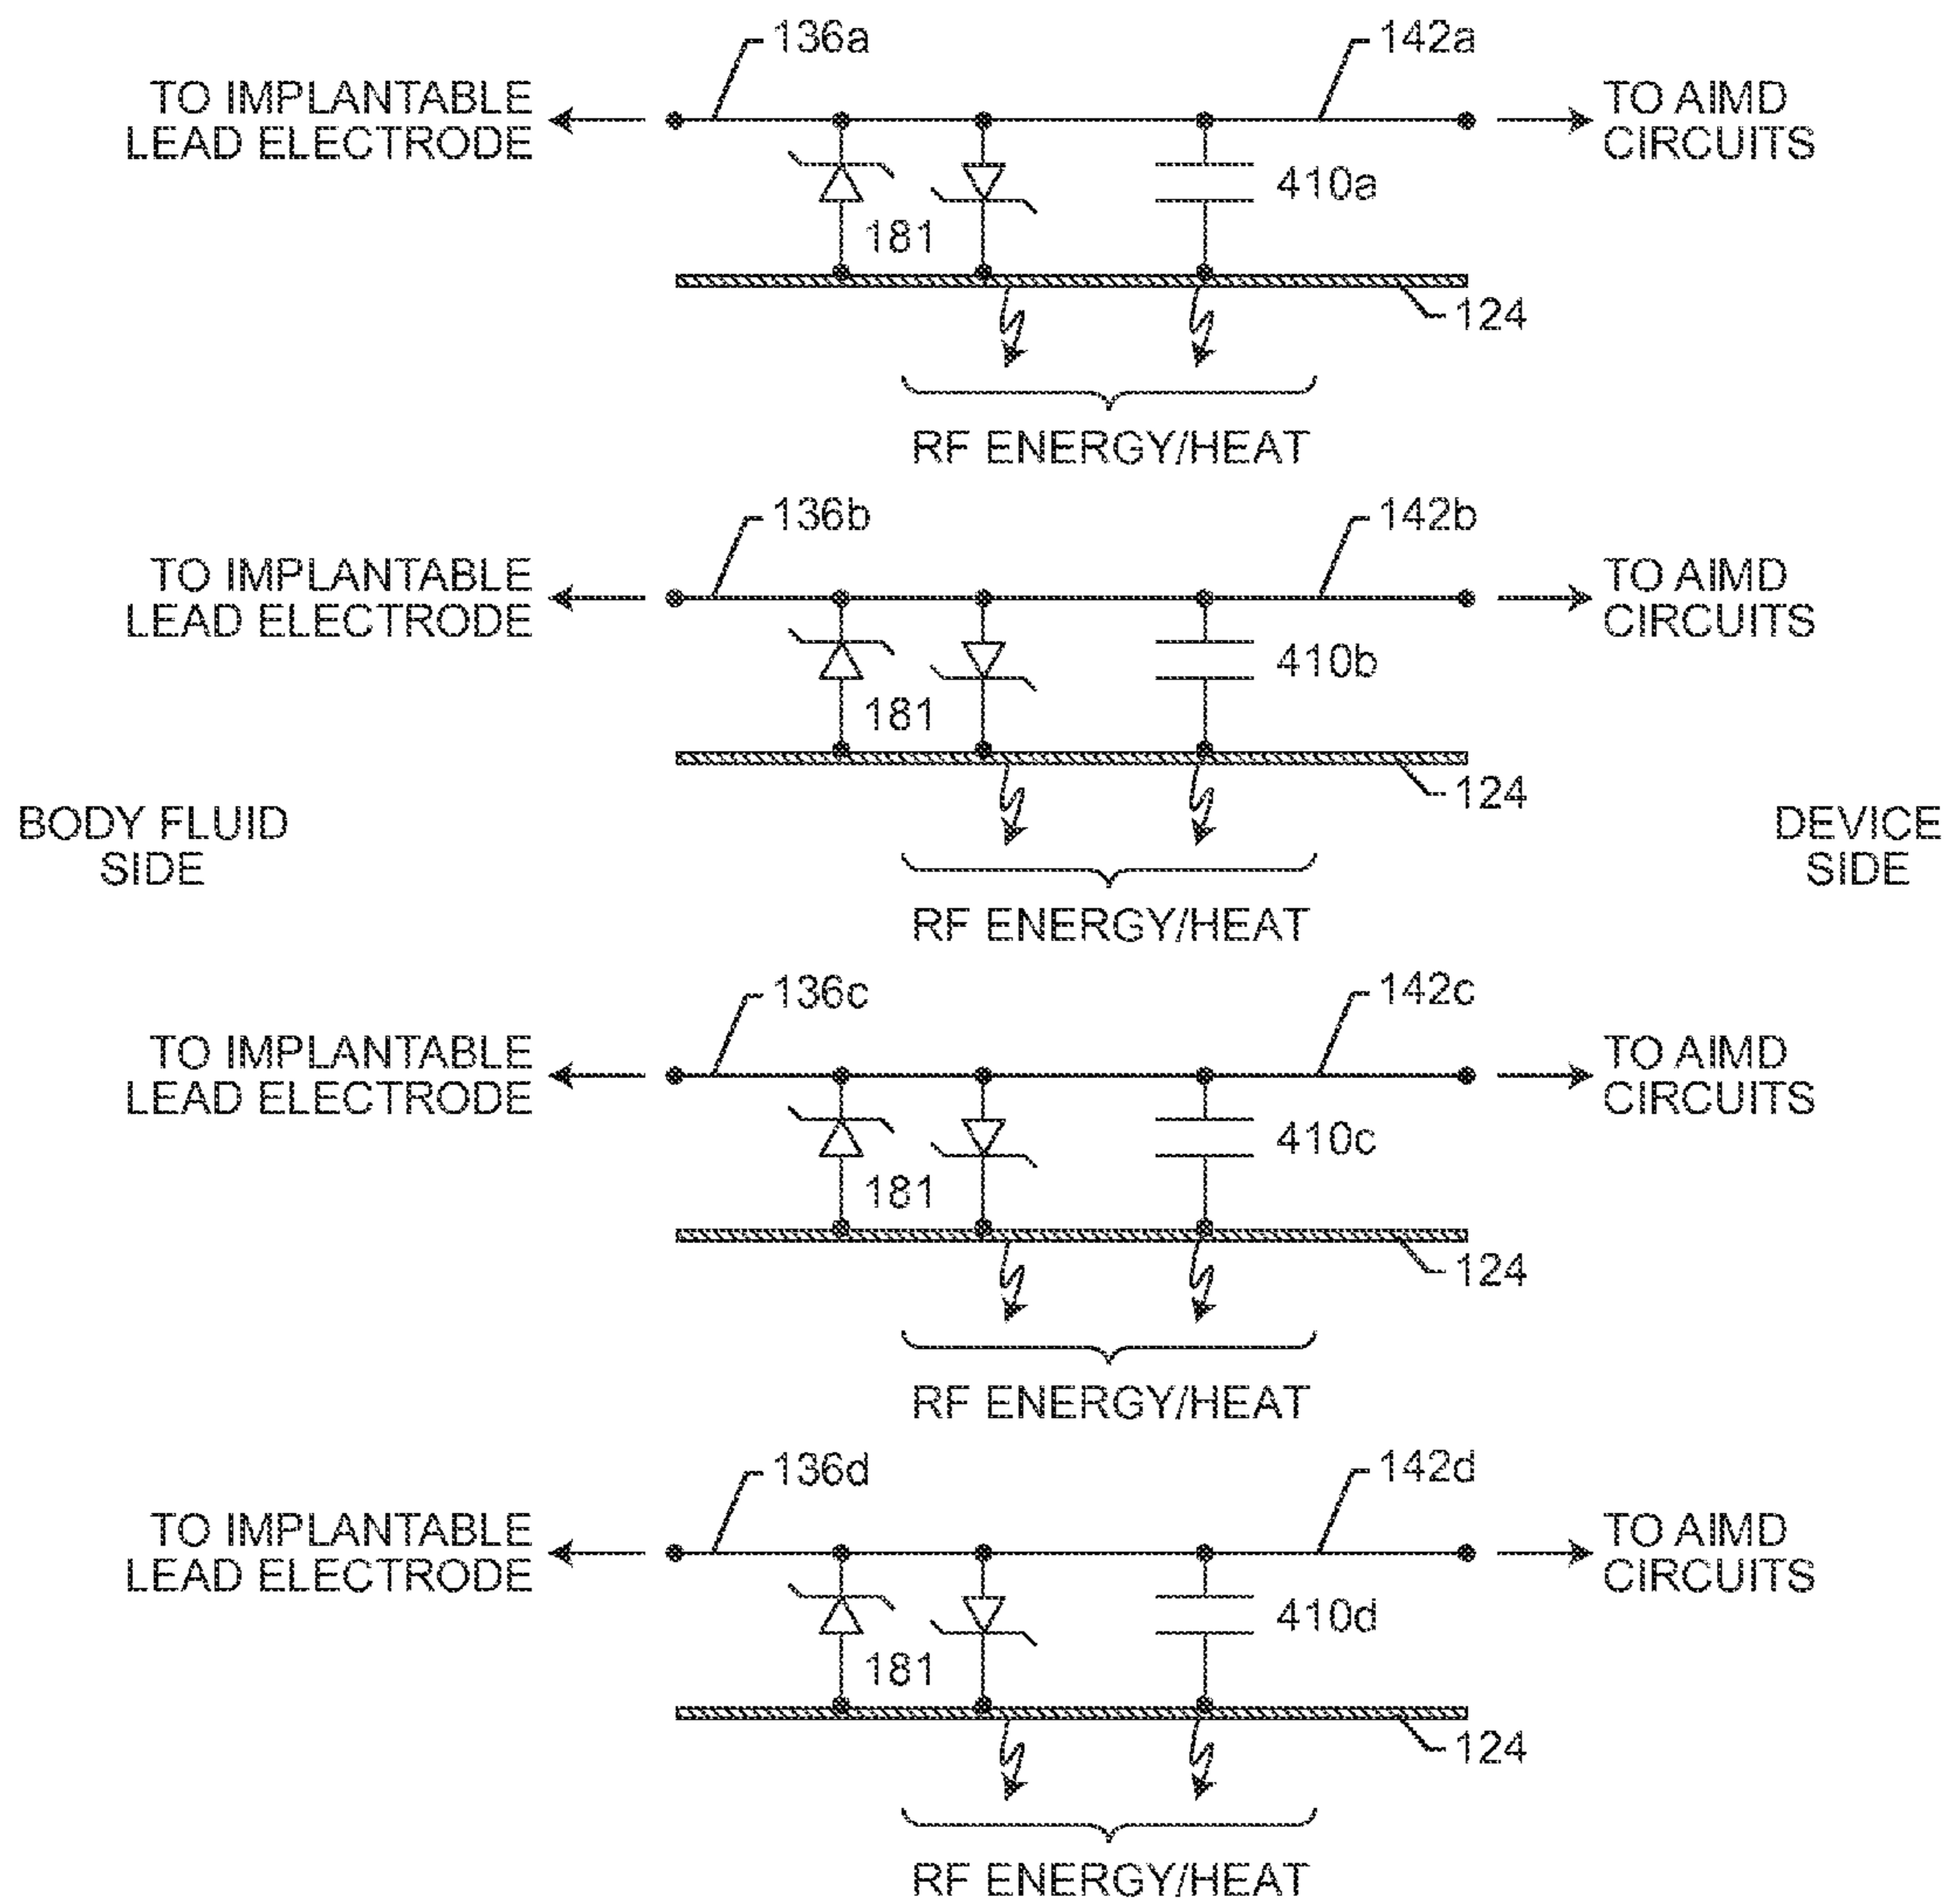 136a
142a
TO IMPLANTABLE
LEAD ELECTRODE
TO AIMD
CIRCUITS
410a
181
124
RF ENERGY/HEAT
136b
142b
TO IMPLANTABLE
LEAD ELECTRODE
TO AIMD
CIRCUITS
410b
181
124
BODY FLUID
SIDE
DEVICE
SIDE
RF ENERGY/HEAT
136c
142c
TO IMPLANTABLE
LEAD ELECTRODE
TO AIMD
CIRCUITS
410c
181
124
RF ENERGY/HEAT
136d
142d
TO IMPLANTABLE
LEAD ELECTRODE
TO AIMD
CIRCUITS
410d
181
124
RF ENERGY/HEAT